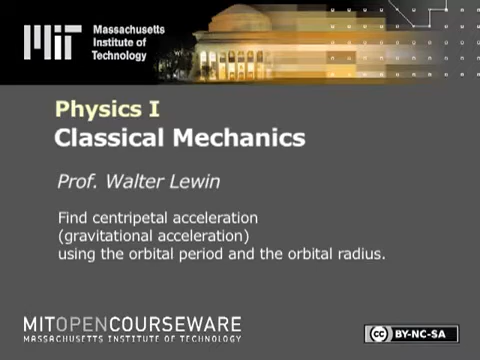 Massachusetts
Institute of
Technology
Physics I
Classical Mechanics
Prof. Walter Lewin
Find centripetal acceleration
(gravitational acceleration)
using the orbital period and the orbital radius.
MITOPENCOURSEWARE
MASSACHUSETTS INSTITUTE OF TECHNOLOGY
cc BY-NC-SA